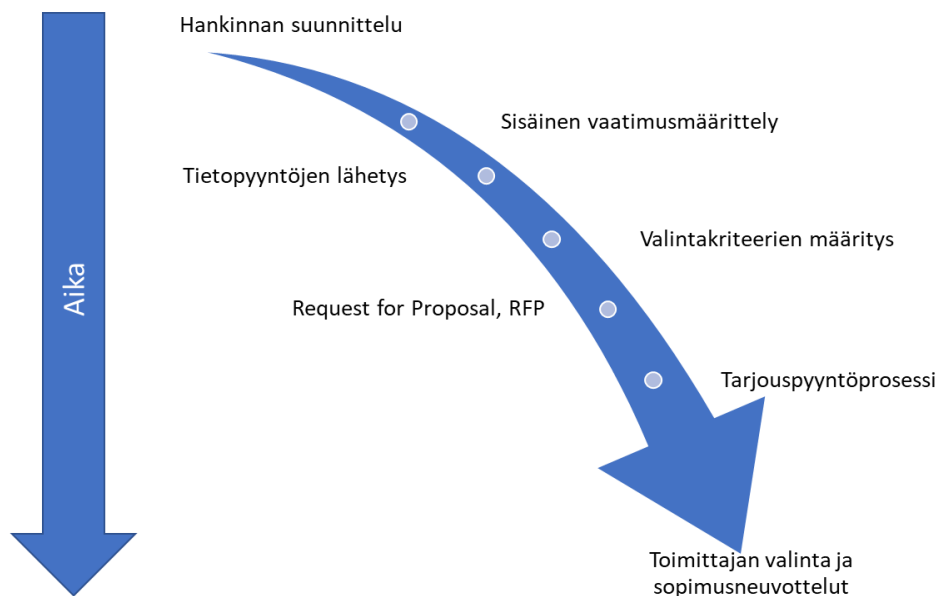 Hankinnan suunnittelu
Sisäinen vaatimusmäärittely
Tietopyyntöjen lähetys
Valintakriteerien määritys
Aika
Request for Proposal, RFP
Tarjouspyyntöprosessi
Toimittajan valinta ja
sopimusneuvottelut